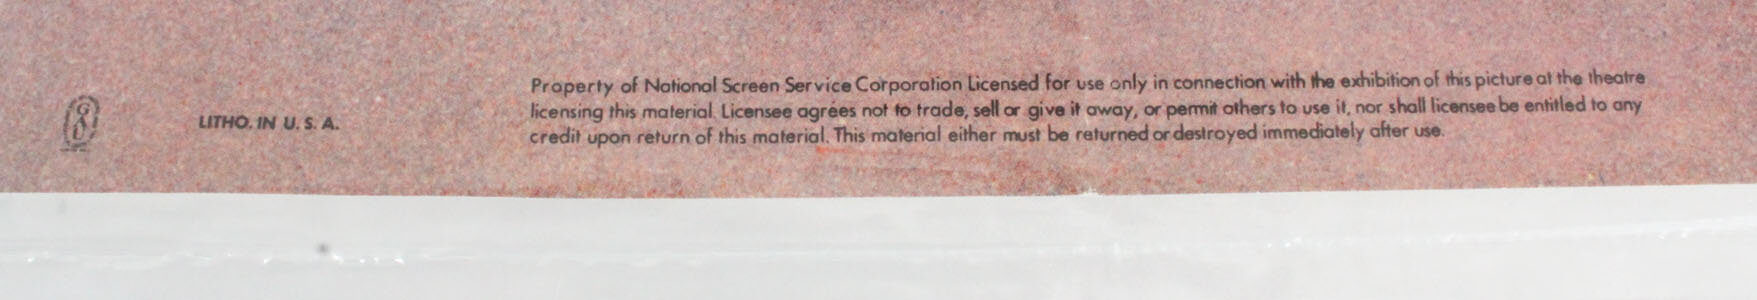 LITHO. IN U. S. A.
Property of National Screen Service Corporation Licensed for use only in connection with the exhibition of this picture at the theatre
licensing this material. Licensee agrees not to trade, sell or give it away, or permit others to use it, nor shall licensee be entitled to any
credit upon return of this material. This material either must be returned or destroyed immediately after use.